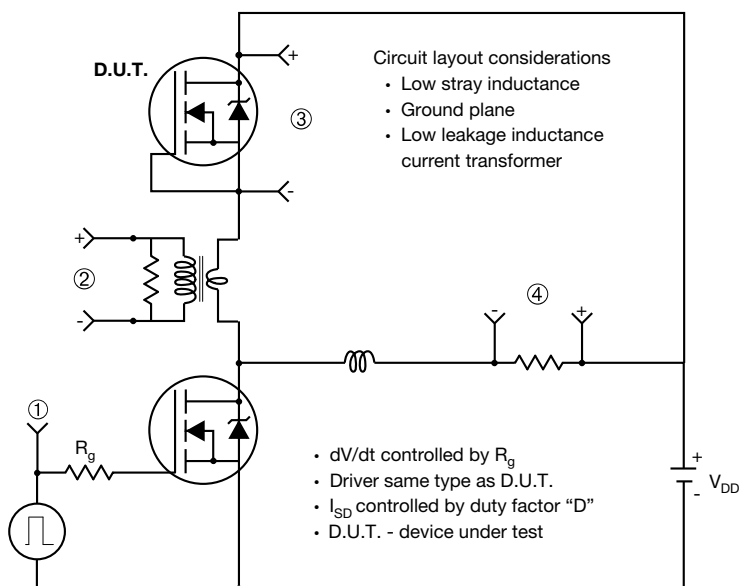 D.U.T.
+
Circuit layout considerations
• Low stray inductance
• Ground plane
• Low leakage inductance
current transformer
③
-
+
②
-
④
-
+
①
R_g
• dV/dt controlled by R_g
• Driver same type as D.U.T.
• I_SD controlled by duty factor “D”
• D.U.T. - device under test
+
V_DD
-